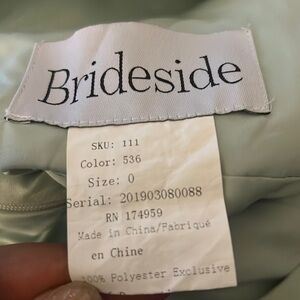 Brideside
SKU: 111
Color: 536
Size: 0
Serial: 201903080088
RN 174959
Made in China/Fabriqué
en Chine
100% Polyester Exclusive